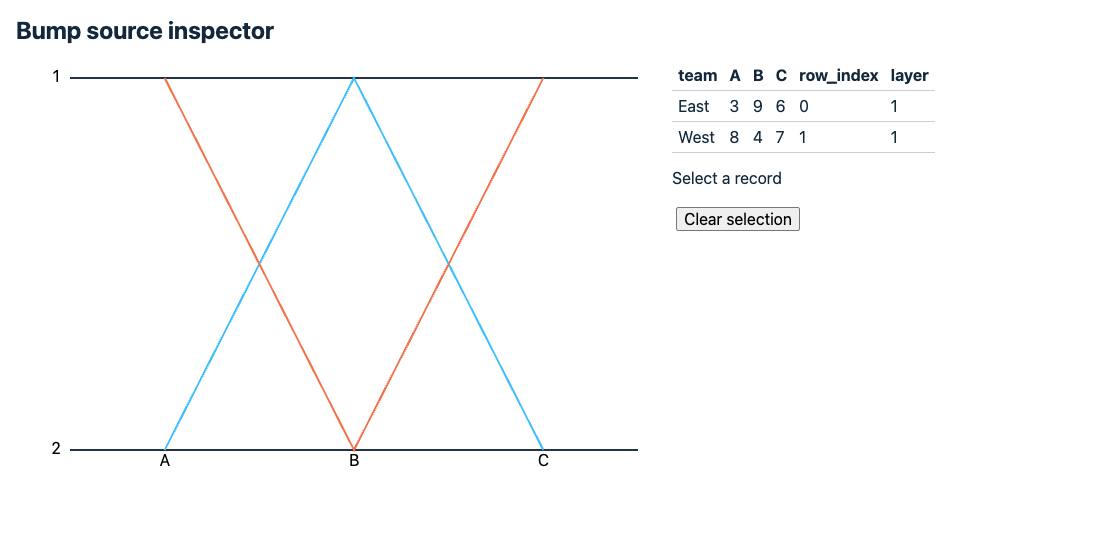 Bump source inspector
1
2
A B C
team A B C row_index layer
East 3 9 6 0 1
West 8 4 7 1 1
Select a record
Clear selection